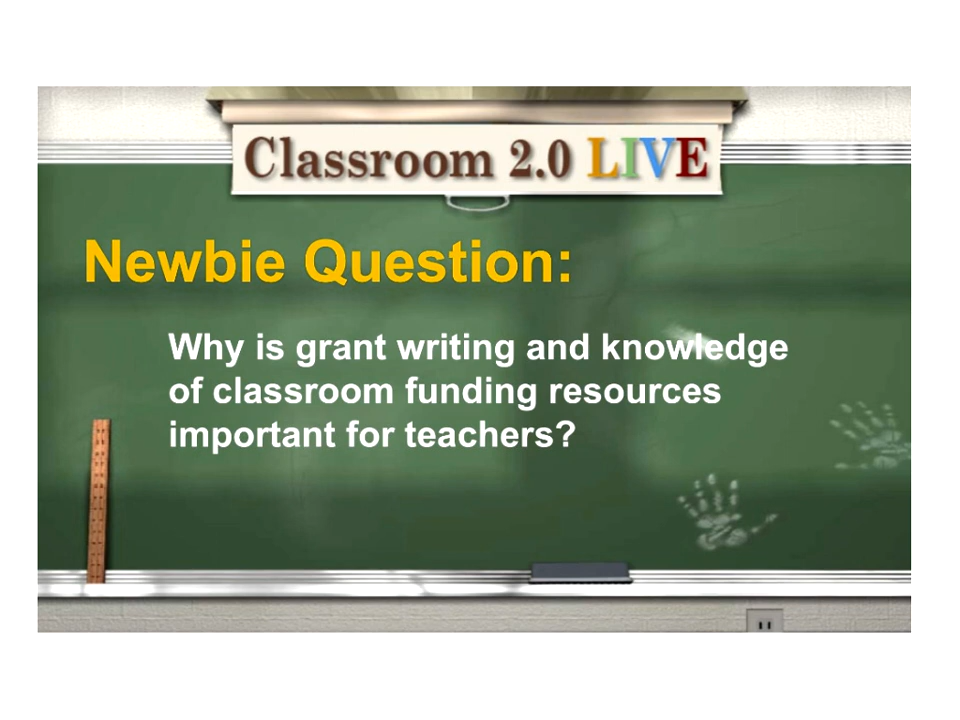 Classroom 2.0 LIVE
Newbie Question:
Why is grant writing and knowledge
of classroom funding resources
important for teachers?